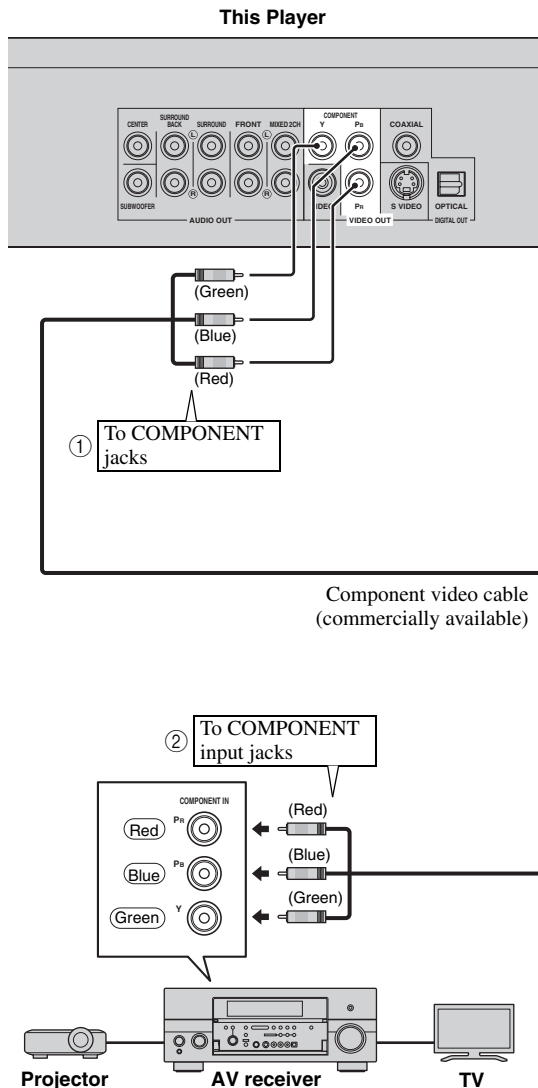 This Player
COMPONENT
CENTER SURROUND BACK SURROUND FRONT MIXED 2CH Y PB COAXIAL
L L
R R
SUBWOOFER VIDEO PR S VIDEO OPTICAL
AUDIO OUT VIDEO OUT DIGITAL OUT
(Green)
(Blue)
(Red)
① To COMPONENT
jacks
Component video cable
(commercially available)
② To COMPONENT
input jacks
COMPONENT IN
Red PR (Red)
Blue PB (Blue)
Green Y (Green)
Projector AV receiver TV